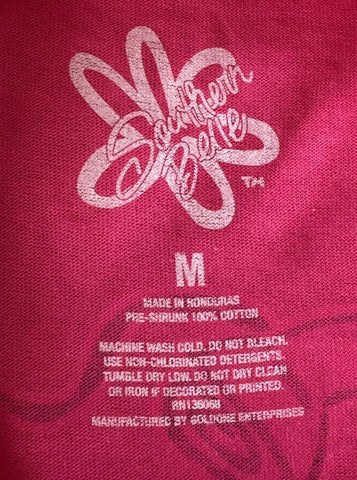 Southern
Belle
TM
M
MADE IN HONDURAS
PRE-SHRUNK 100% COTTON
MACHINE WASH COLD. DO NOT BLEACH.
USE NON-CHLORINATED DETERGENTS.
TUMBLE DRY LOW. DO NOT DRY CLEAN
OR IRON IF DECORATED OR PRINTED.
RN136068
MANUFACTURED BY GOLDONE ENTERPRISES